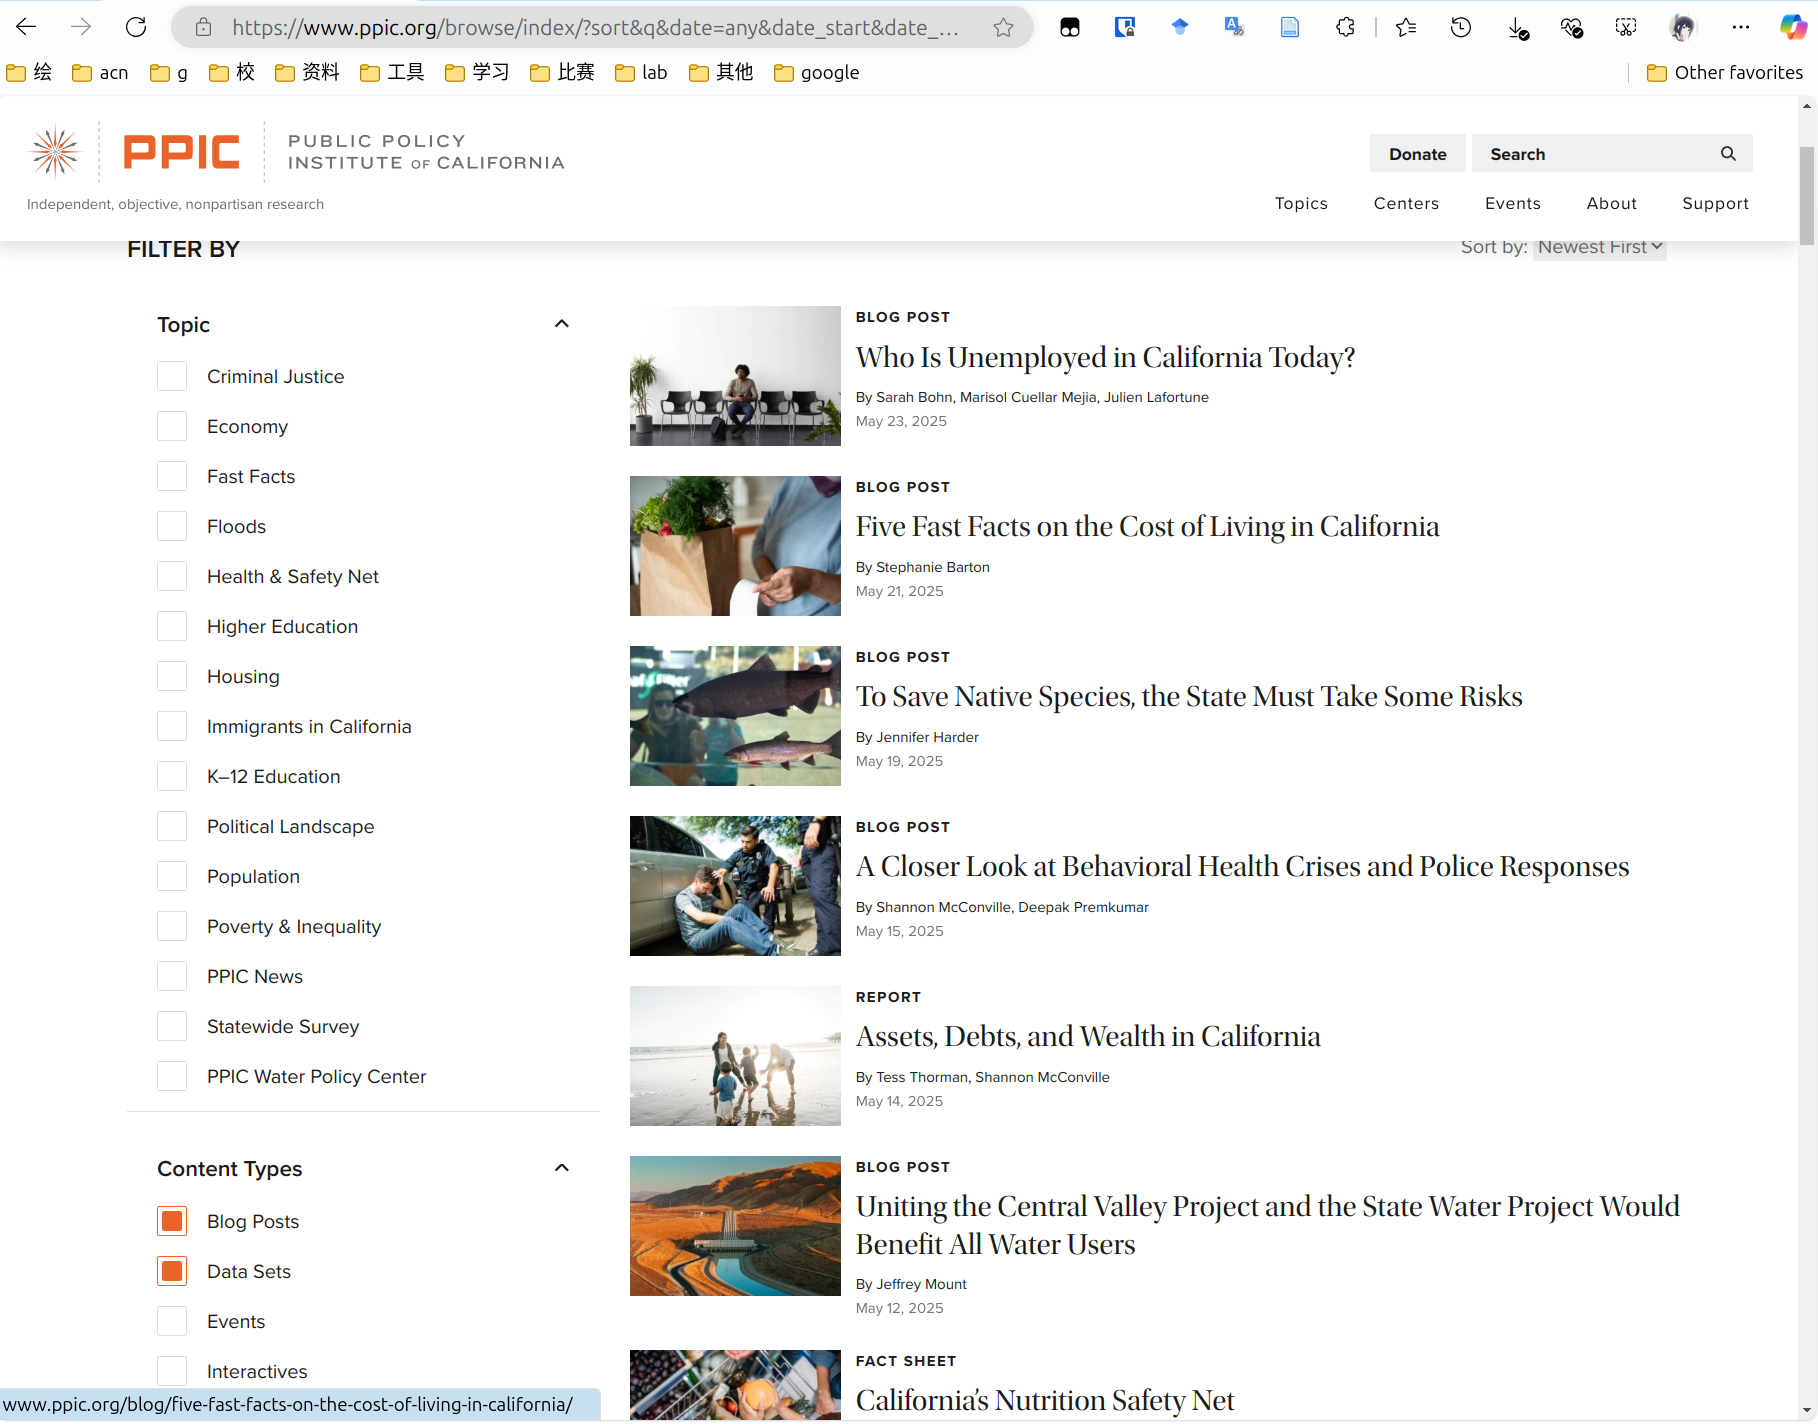 https://www.ppic.org/browse/index/?sort&q&date=any&date_start&date_...
绘 acn g 校 资料 工具 学习 比赛 lab 其他 google Other favorites
PPIC
PUBLIC POLICY
INSTITUTE OF CALIFORNIA
Independent, objective, nonpartisan research
Donate
Search
Topics Centers Events About Support
FILTER BY
Sort by: Newest First
Topic
Criminal Justice
Economy
Fast Facts
Floods
Health & Safety Net
Higher Education
Housing
Immigrants in California
K–12 Education
Political Landscape
Population
Poverty & Inequality
PPIC News
Statewide Survey
PPIC Water Policy Center
Content Types
Blog Posts
Data Sets
Events
Interactives
BLOG POST
Who Is Unemployed in California Today?
By Sarah Bohn, Marisol Cuellar Mejia, Julien Lafortune
May 23, 2025
BLOG POST
Five Fast Facts on the Cost of Living in California
By Stephanie Barton
May 21, 2025
BLOG POST
To Save Native Species, the State Must Take Some Risks
By Jennifer Harder
May 19, 2025
BLOG POST
A Closer Look at Behavioral Health Crises and Police Responses
By Shannon McConville, Deepak Premkumar
May 15, 2025
REPORT
Assets, Debts, and Wealth in California
By Tess Thorman, Shannon McConville
May 14, 2025
BLOG POST
Uniting the Central Valley Project and the State Water Project Would
Benefit All Water Users
By Jeffrey Mount
May 12, 2025
FACT SHEET
California's Nutrition Safety Net
www.ppic.org/blog/five-fast-facts-on-the-cost-of-living-in-california/